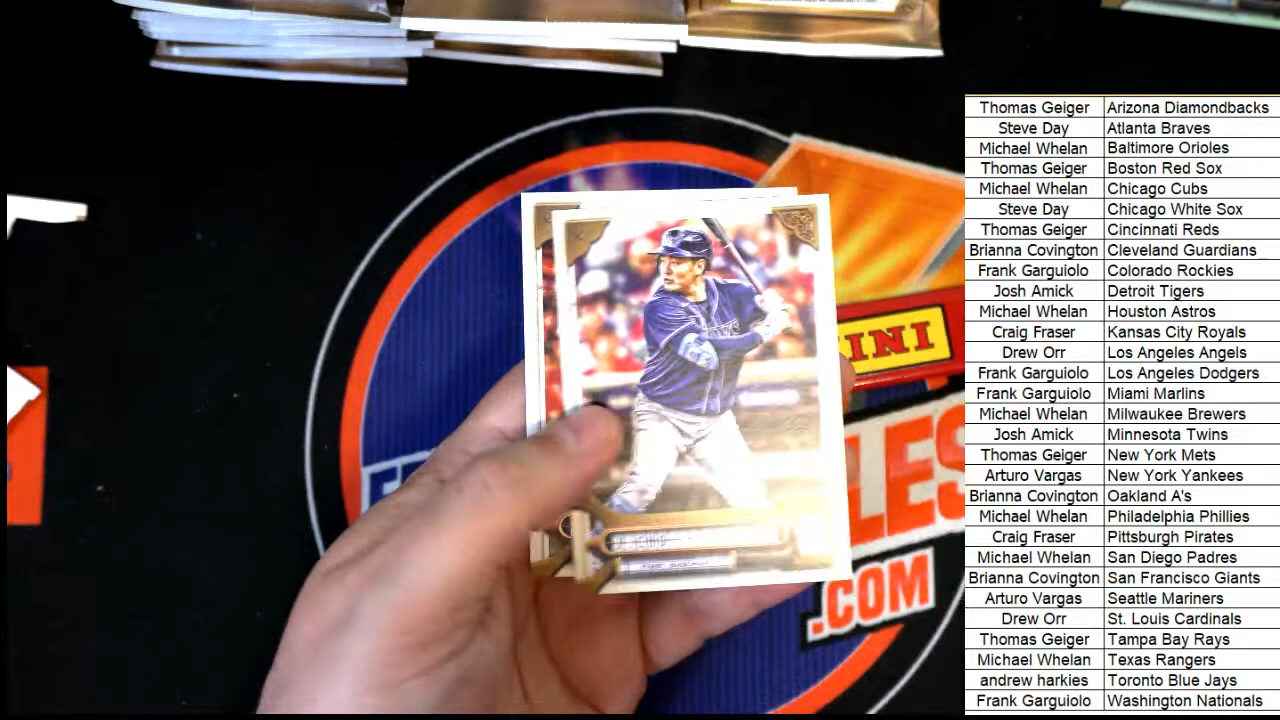 Thomas Geiger Arizona Diamondbacks
Steve Day Atlanta Braves
Michael Whelan Baltimore Orioles
Thomas Geiger Boston Red Sox
Michael Whelan Chicago Cubs
Steve Day Chicago White Sox
Thomas Geiger Cincinnati Reds
Brianna Covington Cleveland Guardians
Frank Garguiolo Colorado Rockies
Josh Amick Detroit Tigers
Michael Whelan Houston Astros
Craig Fraser Kansas City Royals
Drew Orr Los Angeles Angels
Frank Garguiolo Los Angeles Dodgers
Frank Garguiolo Miami Marlins
Michael Whelan Milwaukee Brewers
Josh Amick Minnesota Twins
Thomas Geiger New York Mets
Arturo Vargas New York Yankees
Brianna Covington Oakland A's
Michael Whelan Philadelphia Phillies
Craig Fraser Pittsburgh Pirates
Michael Whelan San Diego Padres
Brianna Covington San Francisco Giants
Arturo Vargas Seattle Mariners
Drew Orr St. Louis Cardinals
Thomas Geiger Tampa Bay Rays
Michael Whelan Texas Rangers
andrew harkies Toronto Blue Jays
Frank Garguiolo Washington Nationals
INI
LES
.COM